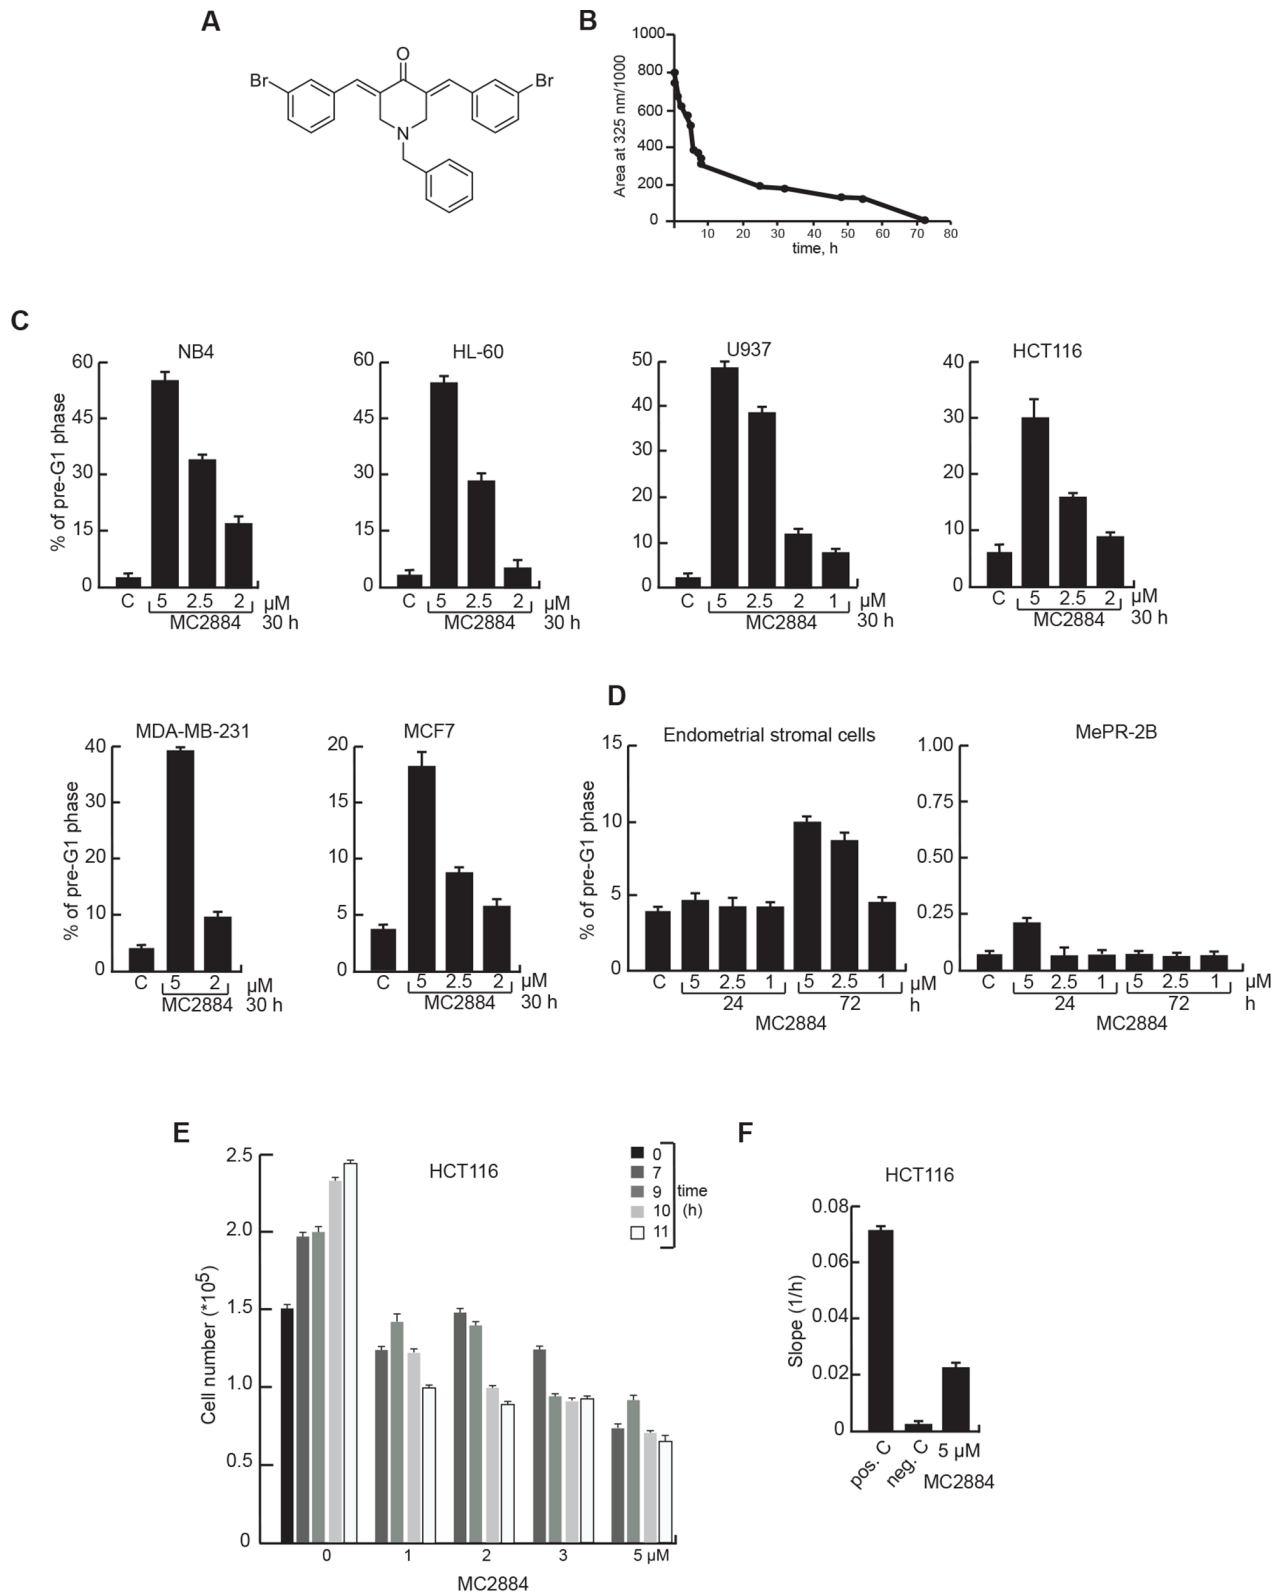 A
O
Br
Br
N
B
1000
800
600
400
200
0
Area at 325 nm/1000
10 20 30 40 50 60 70 80
time, h
C
NB4
60
45
30
15
0
% of pre-G1 phase
C 5 2.5 2 µM
MC2884 30 h
HL-60
60
45
30
15
0
C 5 2.5 2 µM
MC2884 30 h
U937
50
40
30
20
10
0
C 5 2.5 2 1 µM
MC2884 30 h
HCT116
40
30
20
10
0
C 5 2.5 2 µM
MC2884 30 h
MDA-MB-231
40
30
20
10
0
% of pre-G1 phase
C 5 2 µM
MC2884 30 h
MCF7
20
15
10
5
0
C 5 2.5 2 µM
MC2884 30 h
D
Endometrial stromal cells
15
10
5
0
% of pre-G1 phase
C 5 2.5 1 5 2.5 1 µM
24 72 h
MC2884
MePR-2B
1.00
0.75
0.50
0.25
0
C 5 2.5 1 5 2.5 1 µM
24 72 h
MC2884
E
HCT116
0
7
9
10
11
time
(h)
2.5
2.0
1.5
1.0
0.5
0
Cell number (*10⁵)
0 1 2 3 5 µM
MC2884
F
HCT116
0.08
0.06
0.04
0.02
0
Slope (1/h)
pos. C neg. C 5 µM
MC2884